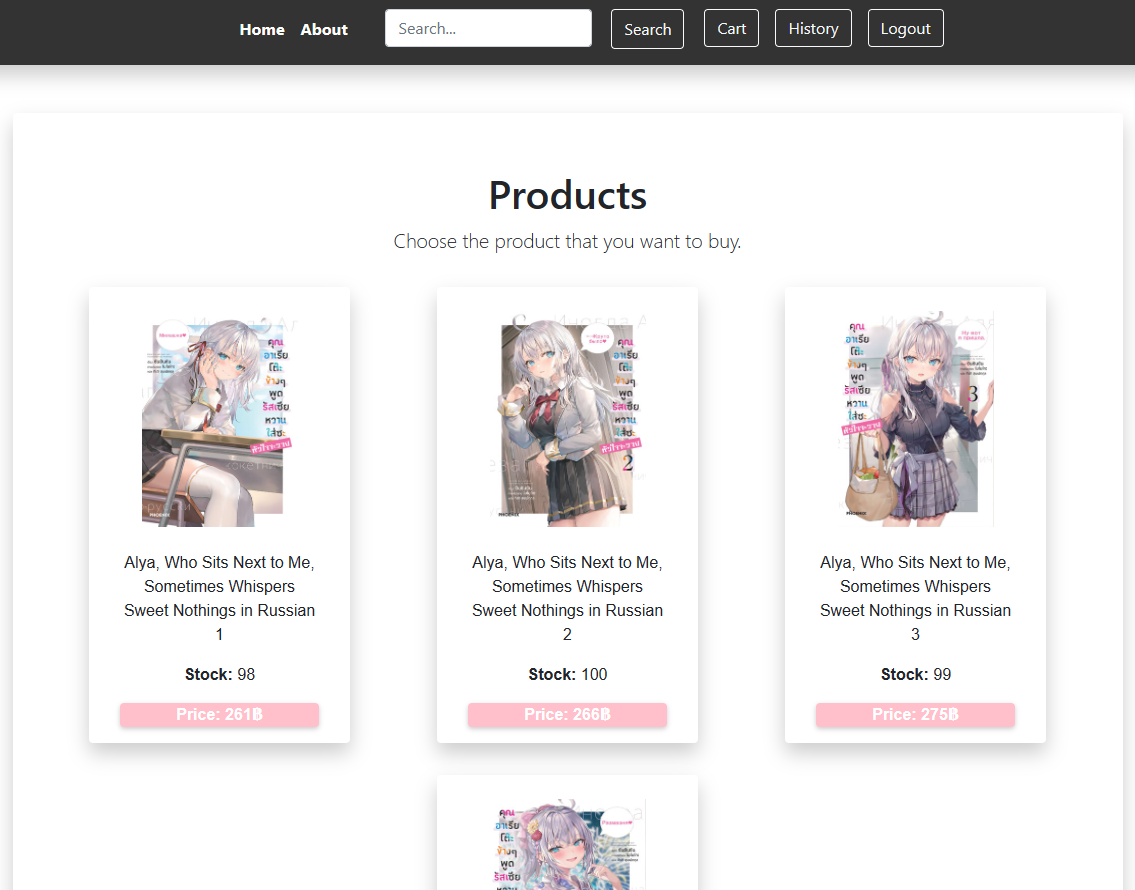 Home About Search... Search Cart History Logout
Products
Choose the product that you want to buy.
คุณ
อาเรีย
โต๊ะ
ข้างๆ
พูด
รัสเซีย
หวาน
ใส่ซะ
หัวใจจะวาย
PHOENIX
คุณ
อาเรีย
โต๊ะ
ข้างๆ
พูด
รัสเซีย
หวาน
ใส่ซะ
หัวใจจะวาย
2
PHOENIX
คุณ
อาเรีย
โต๊ะ
ข้างๆ
พูด
รัสเซีย
หวาน
ใส่ซะ
หัวใจจะวาย
3
PHOENIX
Alya, Who Sits Next to Me,
Sometimes Whispers
Sweet Nothings in Russian
1
Stock: 98
Price: 261฿
Alya, Who Sits Next to Me,
Sometimes Whispers
Sweet Nothings in Russian
2
Stock: 100
Price: 266฿
Alya, Who Sits Next to Me,
Sometimes Whispers
Sweet Nothings in Russian
3
Stock: 99
Price: 275฿
คุณ
อาเรีย
โต๊ะ
ข้างๆ
พูด
รัสเซีย